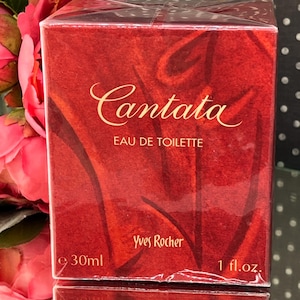 Cantata
EAU DE TOILETTE
Yves Rocher
℮ 30ml 1 fl.oz.